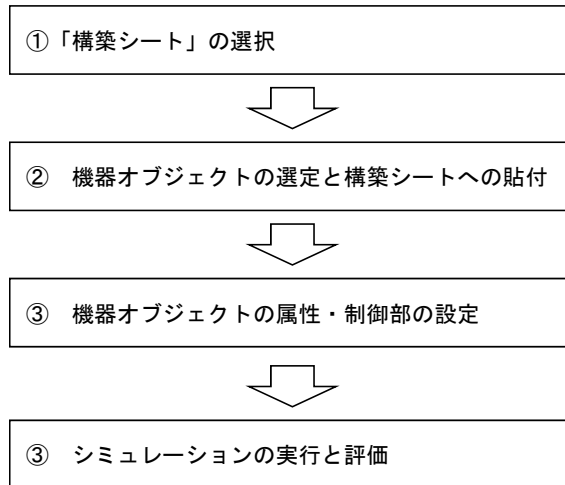 ①「構築シート」の選択
②　機器オブジェクトの選定と構築シートへの貼付
③　機器オブジェクトの属性・制御部の設定
③　シミュレーションの実行と評価